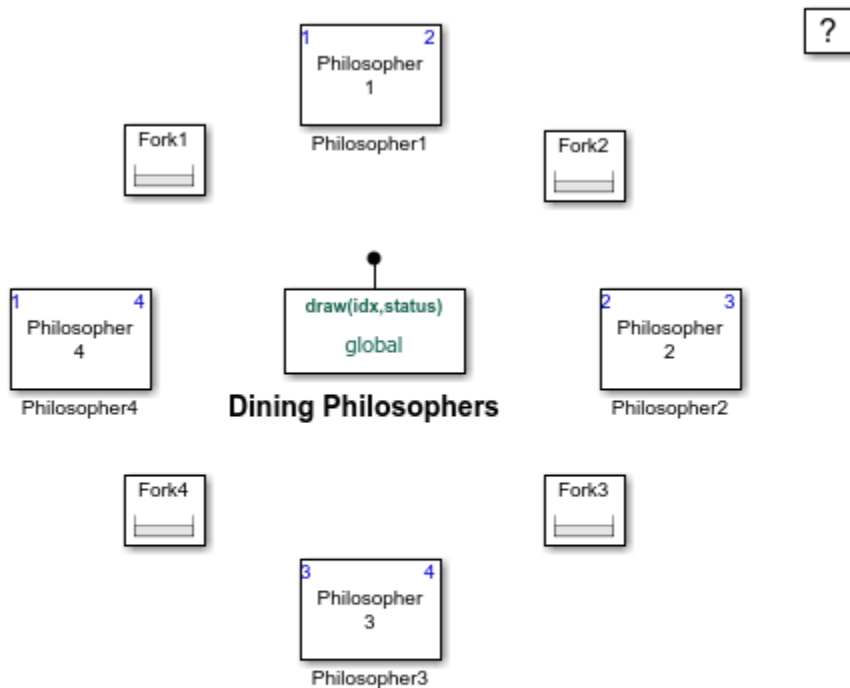 ?
1 2
Philosopher
1
Philosopher1
Fork1
Fork2
draw(idx,status)
global
Dining Philosophers
1 4
Philosopher
4
Philosopher4
2 3
Philosopher
2
Philosopher2
Fork4
Fork3
3 4
Philosopher
3
Philosopher3